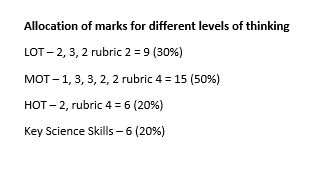 Allocation of marks for different levels of thinking
LOT – 2, 3, 2 rubric 2 = 9 (30%)
MOT – 1, 3, 3, 2, 2 rubric 4 = 15 (50%)
HOT – 2, rubric 4 = 6 (20%)
Key Science Skills – 6 (20%)